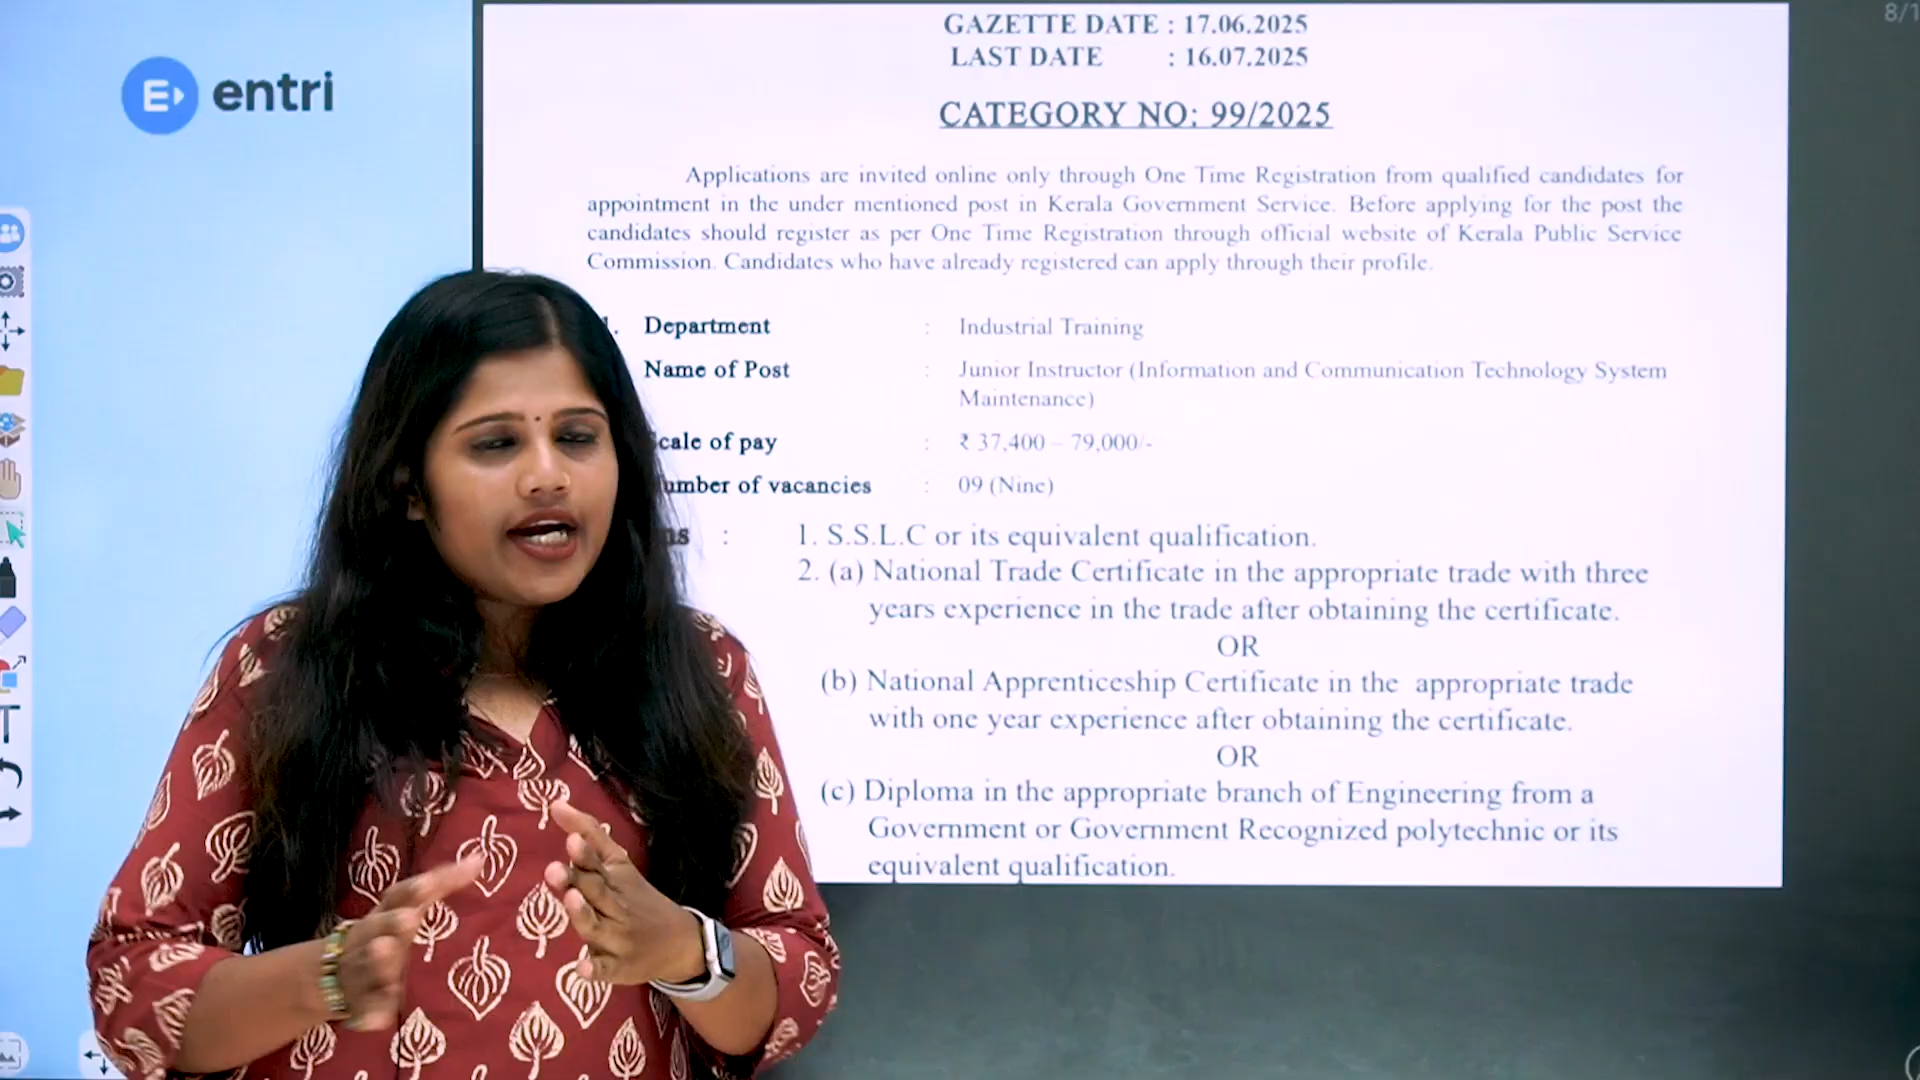 8/1
entri
GAZETTE DATE : 17.06.2025
LAST DATE : 16.07.2025
CATEGORY NO: 99/2025
Applications are invited online only through One Time Registration from qualified candidates for
appointment in the under mentioned post in Kerala Government Service. Before applying for the post the
candidates should register as per One Time Registration through official website of Kerala Public Service
Commission. Candidates who have already registered can apply through their profile.
Department : Industrial Training
Name of Post : Junior Instructor (Information and Communication Technology System
Maintenance)
cale of pay : ₹ 37,400 – 79,000/-
umber of vacancies : 09 (Nine)
ns : 1. S.S.L.C or its equivalent qualification.
2. (a) National Trade Certificate in the appropriate trade with three
years experience in the trade after obtaining the certificate.
OR
(b) National Apprenticeship Certificate in the appropriate trade
with one year experience after obtaining the certificate.
OR
(c) Diploma in the appropriate branch of Engineering from a
Government or Government Recognized polytechnic or its
equivalent qualification.